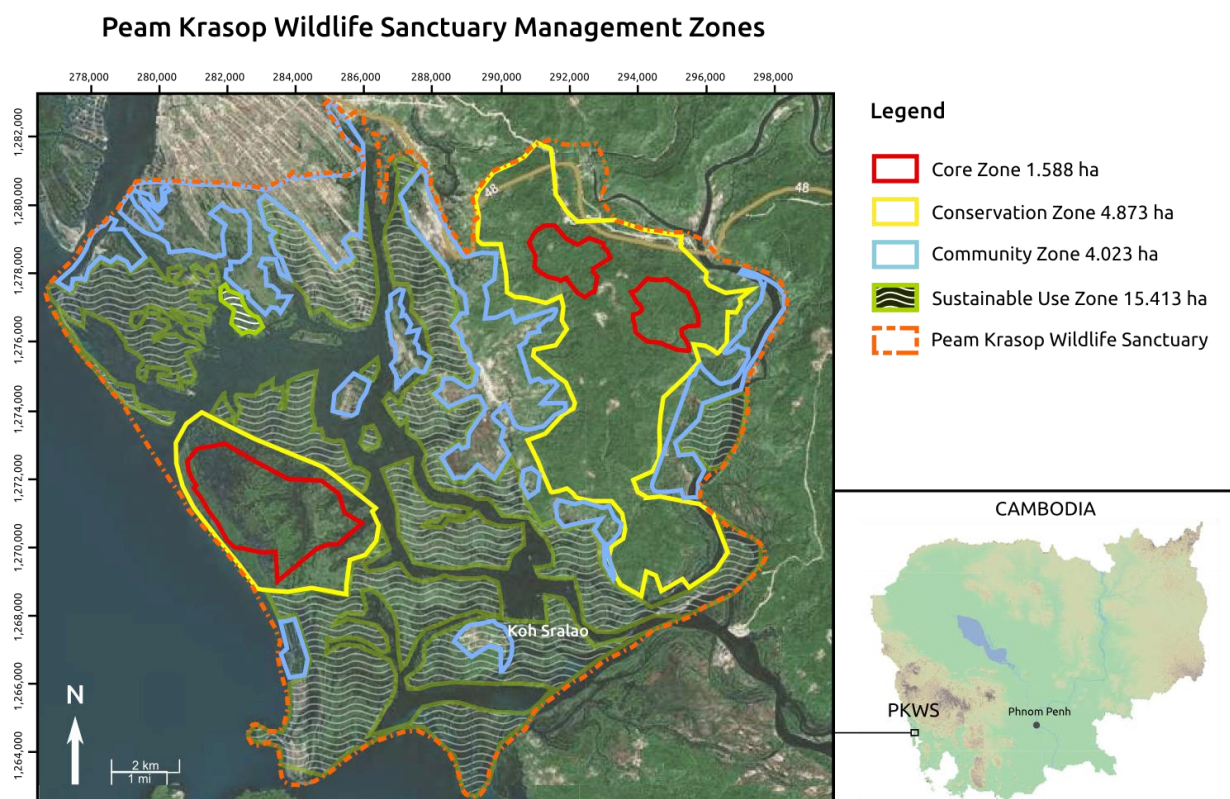 Peam Krasop Wildlife Sanctuary Management Zones
278,000 280,000 282,000 284,000 286,000 288,000 290,000 292,000 294,000 296,000 298,000
1,282,000
1,280,000
1,278,000
1,276,000
1,274,000
1,272,000
1,270,000
1,268,000
1,266,000
1,264,000
48
48
Koh Sralao
N
2 km
1 mi
Legend
Core Zone 1.588 ha
Conservation Zone 4.873 ha
Community Zone 4.023 ha
Sustainable Use Zone 15.413 ha
Peam Krasop Wildlife Sanctuary
CAMBODIA
PKWS
Phnom Penh